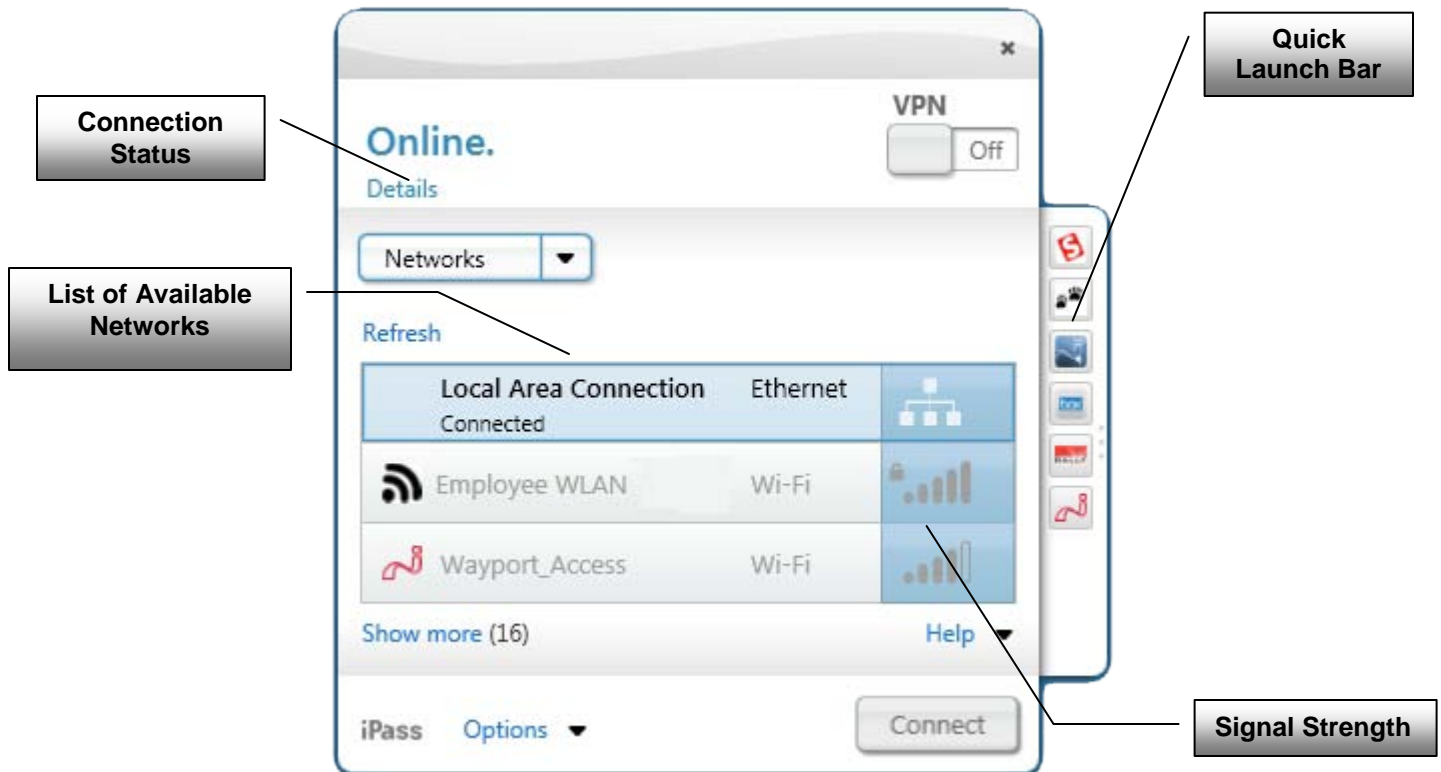 Quick
Launch Bar
Connection
Status
VPN
Online.
Off
Details
Networks
List of Available
Networks
Refresh
Local Area Connection Ethernet
Connected
Employee WLAN Wi-Fi
Wayport_Access Wi-Fi
Show more (16) Help
iPass Options Connect
Signal Strength